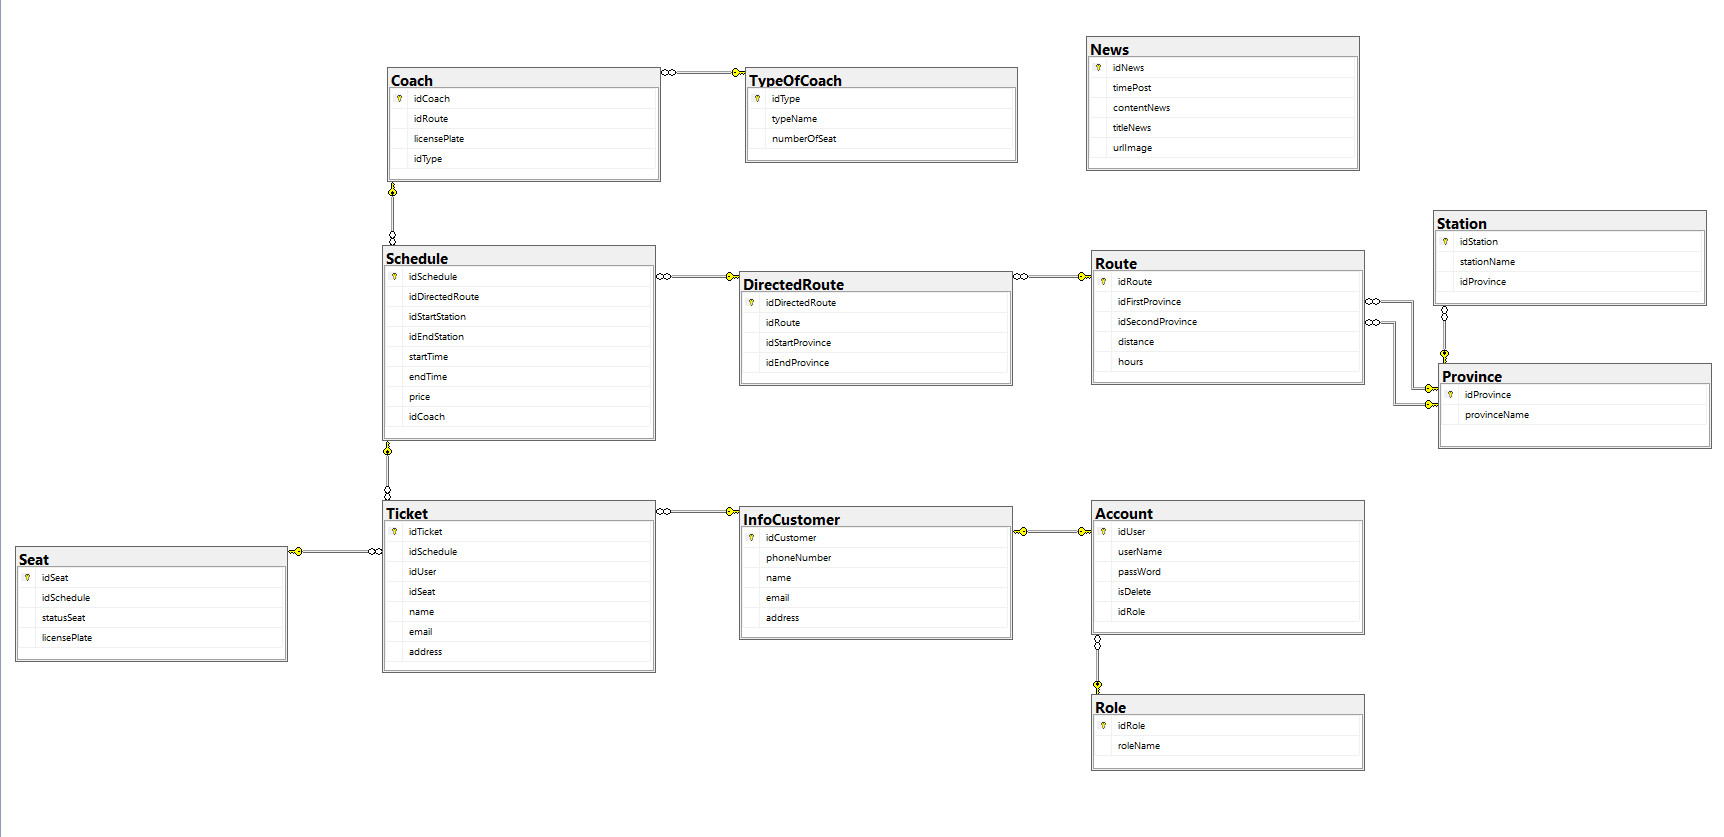 News
idNews
timePost
contentNews
titleNews
urlImage
Coach
idCoach
idRoute
licensePlate
idType
TypeOfCoach
idType
typeName
numberOfSeat
Station
idStation
stationName
idProvince
Schedule
idSchedule
idDirectedRoute
idStartStation
idEndStation
startTime
endTime
price
idCoach
DirectedRoute
idDirectedRoute
idRoute
idStartProvince
idEndProvince
Route
idRoute
idFirstProvince
idSecondProvince
distance
hours
Province
idProvince
provinceName
Seat
idSeat
idSchedule
statusSeat
licensePlate
Ticket
idTicket
idSchedule
idUser
idSeat
name
email
address
InfoCustomer
idCustomer
phoneNumber
name
email
address
Account
idUser
userName
passWord
isDelete
idRole
Role
idRole
roleName